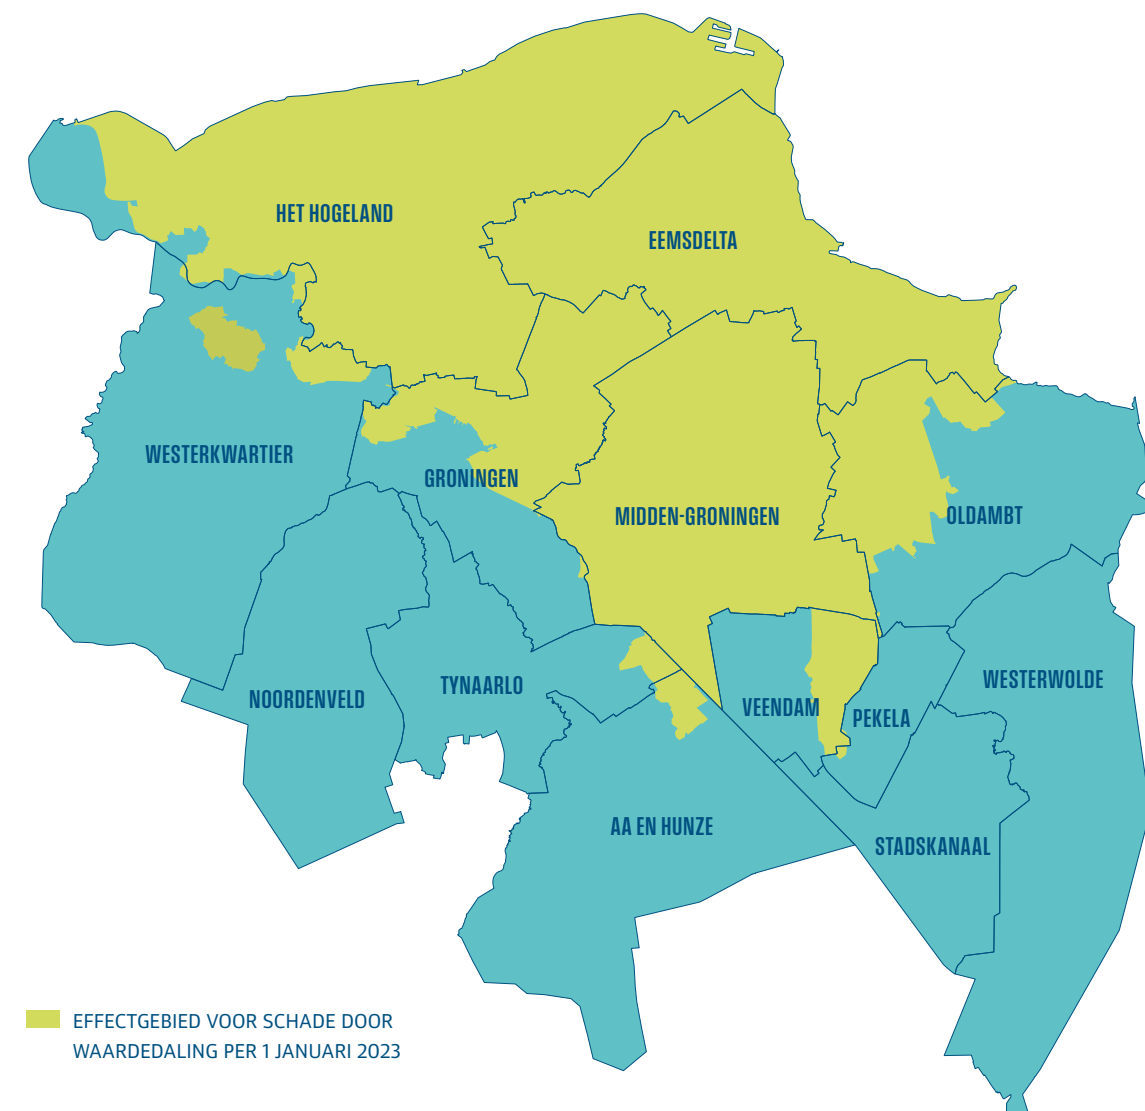 HET HOGELAND
EEMSDELTA
WESTERKWARTIER
GRONINGEN
MIDDEN-GRONINGEN
OLDAMBT
NOORDENVELD
TYNAARLO
VEENDAM
PEKELA
WESTERWOLDE
AA EN HUNZE
STADSKANAAL
EFFECTGEBIED VOOR SCHADE DOOR
WAARDEDALING PER 1 JANUARI 2023